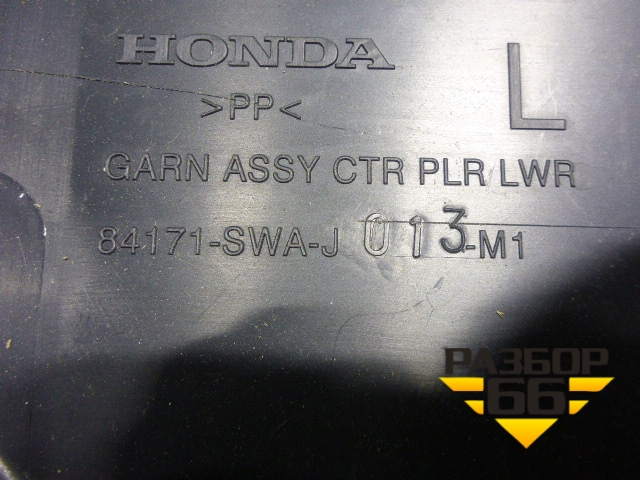 HONDA
L
>PP<
GARN ASSY CTR PLR LWR
84171-SWA-J013-M1
РАЗБОР
66